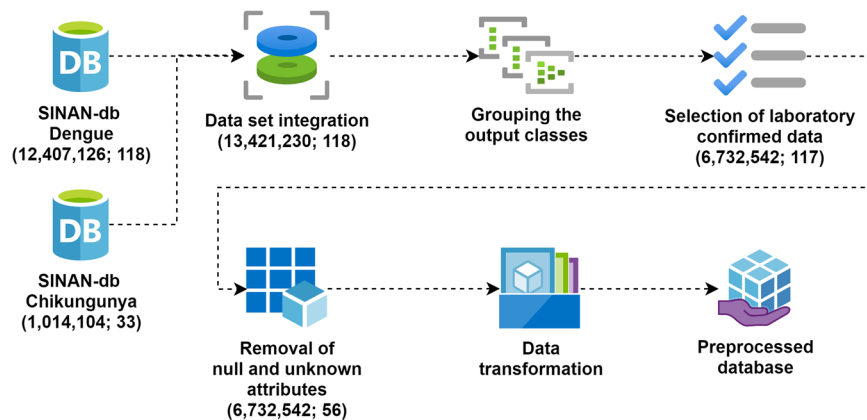 DB
SINAN-db
Dengue
(12,407,126; 118)
Data set integration
(13,421,230; 118)
Grouping the
output classes
Selection of laboratory
confirmed data
(6,732,542; 117)
DB
SINAN-db
Chikungunya
(1,014,104; 33)
Removal of
null and unknown
attributes
(6,732,542; 56)
Data
transformation
Preprocessed
database